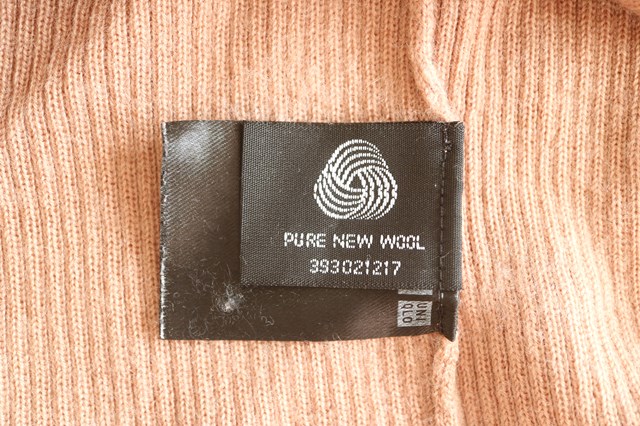 PURE NEW WOOL
393021217
UNI
QLO